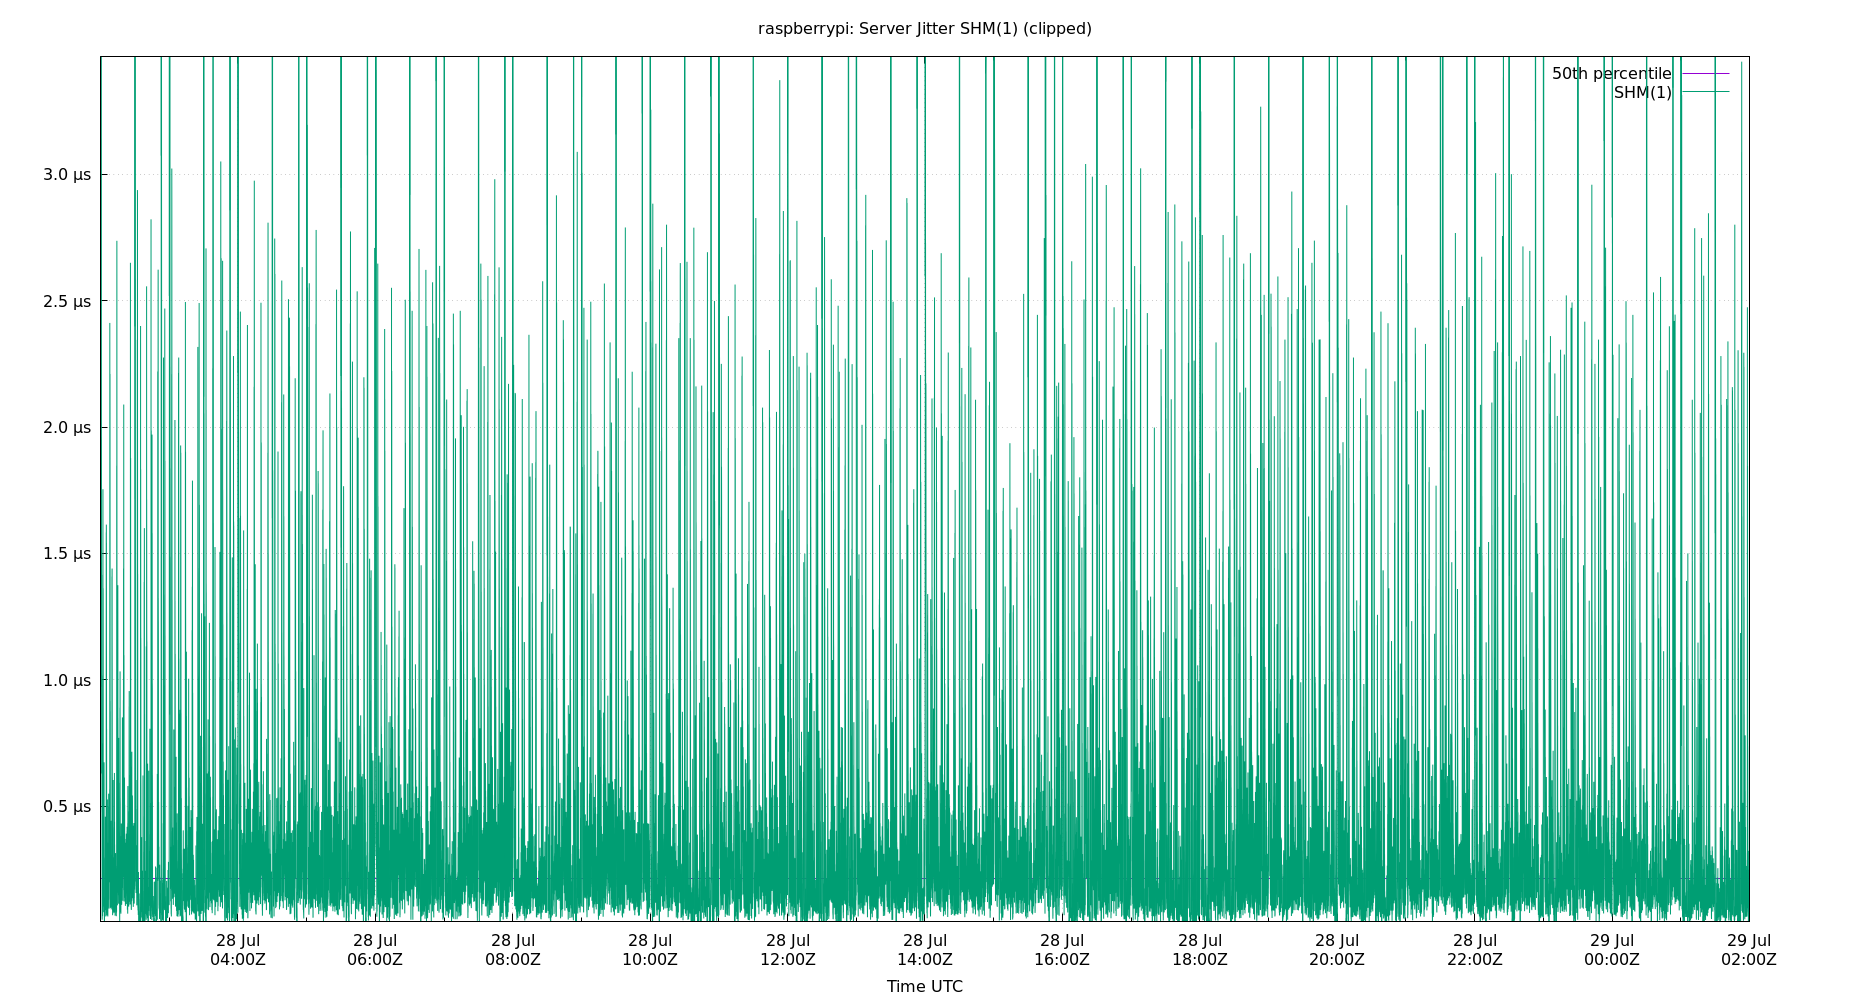 raspberrypi: Server Jitter SHM(1) (clipped)
50th percentile
SHM(1)
3.0 µs
2.5 µs
2.0 µs
1.5 µs
1.0 µs
0.5 µs
28 Jul 28 Jul 28 Jul 28 Jul 28 Jul 28 Jul 28 Jul 28 Jul 28 Jul 28 Jul 29 Jul 29 Jul
04:00Z 06:00Z 08:00Z 10:00Z 12:00Z 14:00Z 16:00Z 18:00Z 20:00Z 22:00Z 00:00Z 02:00Z
Time UTC